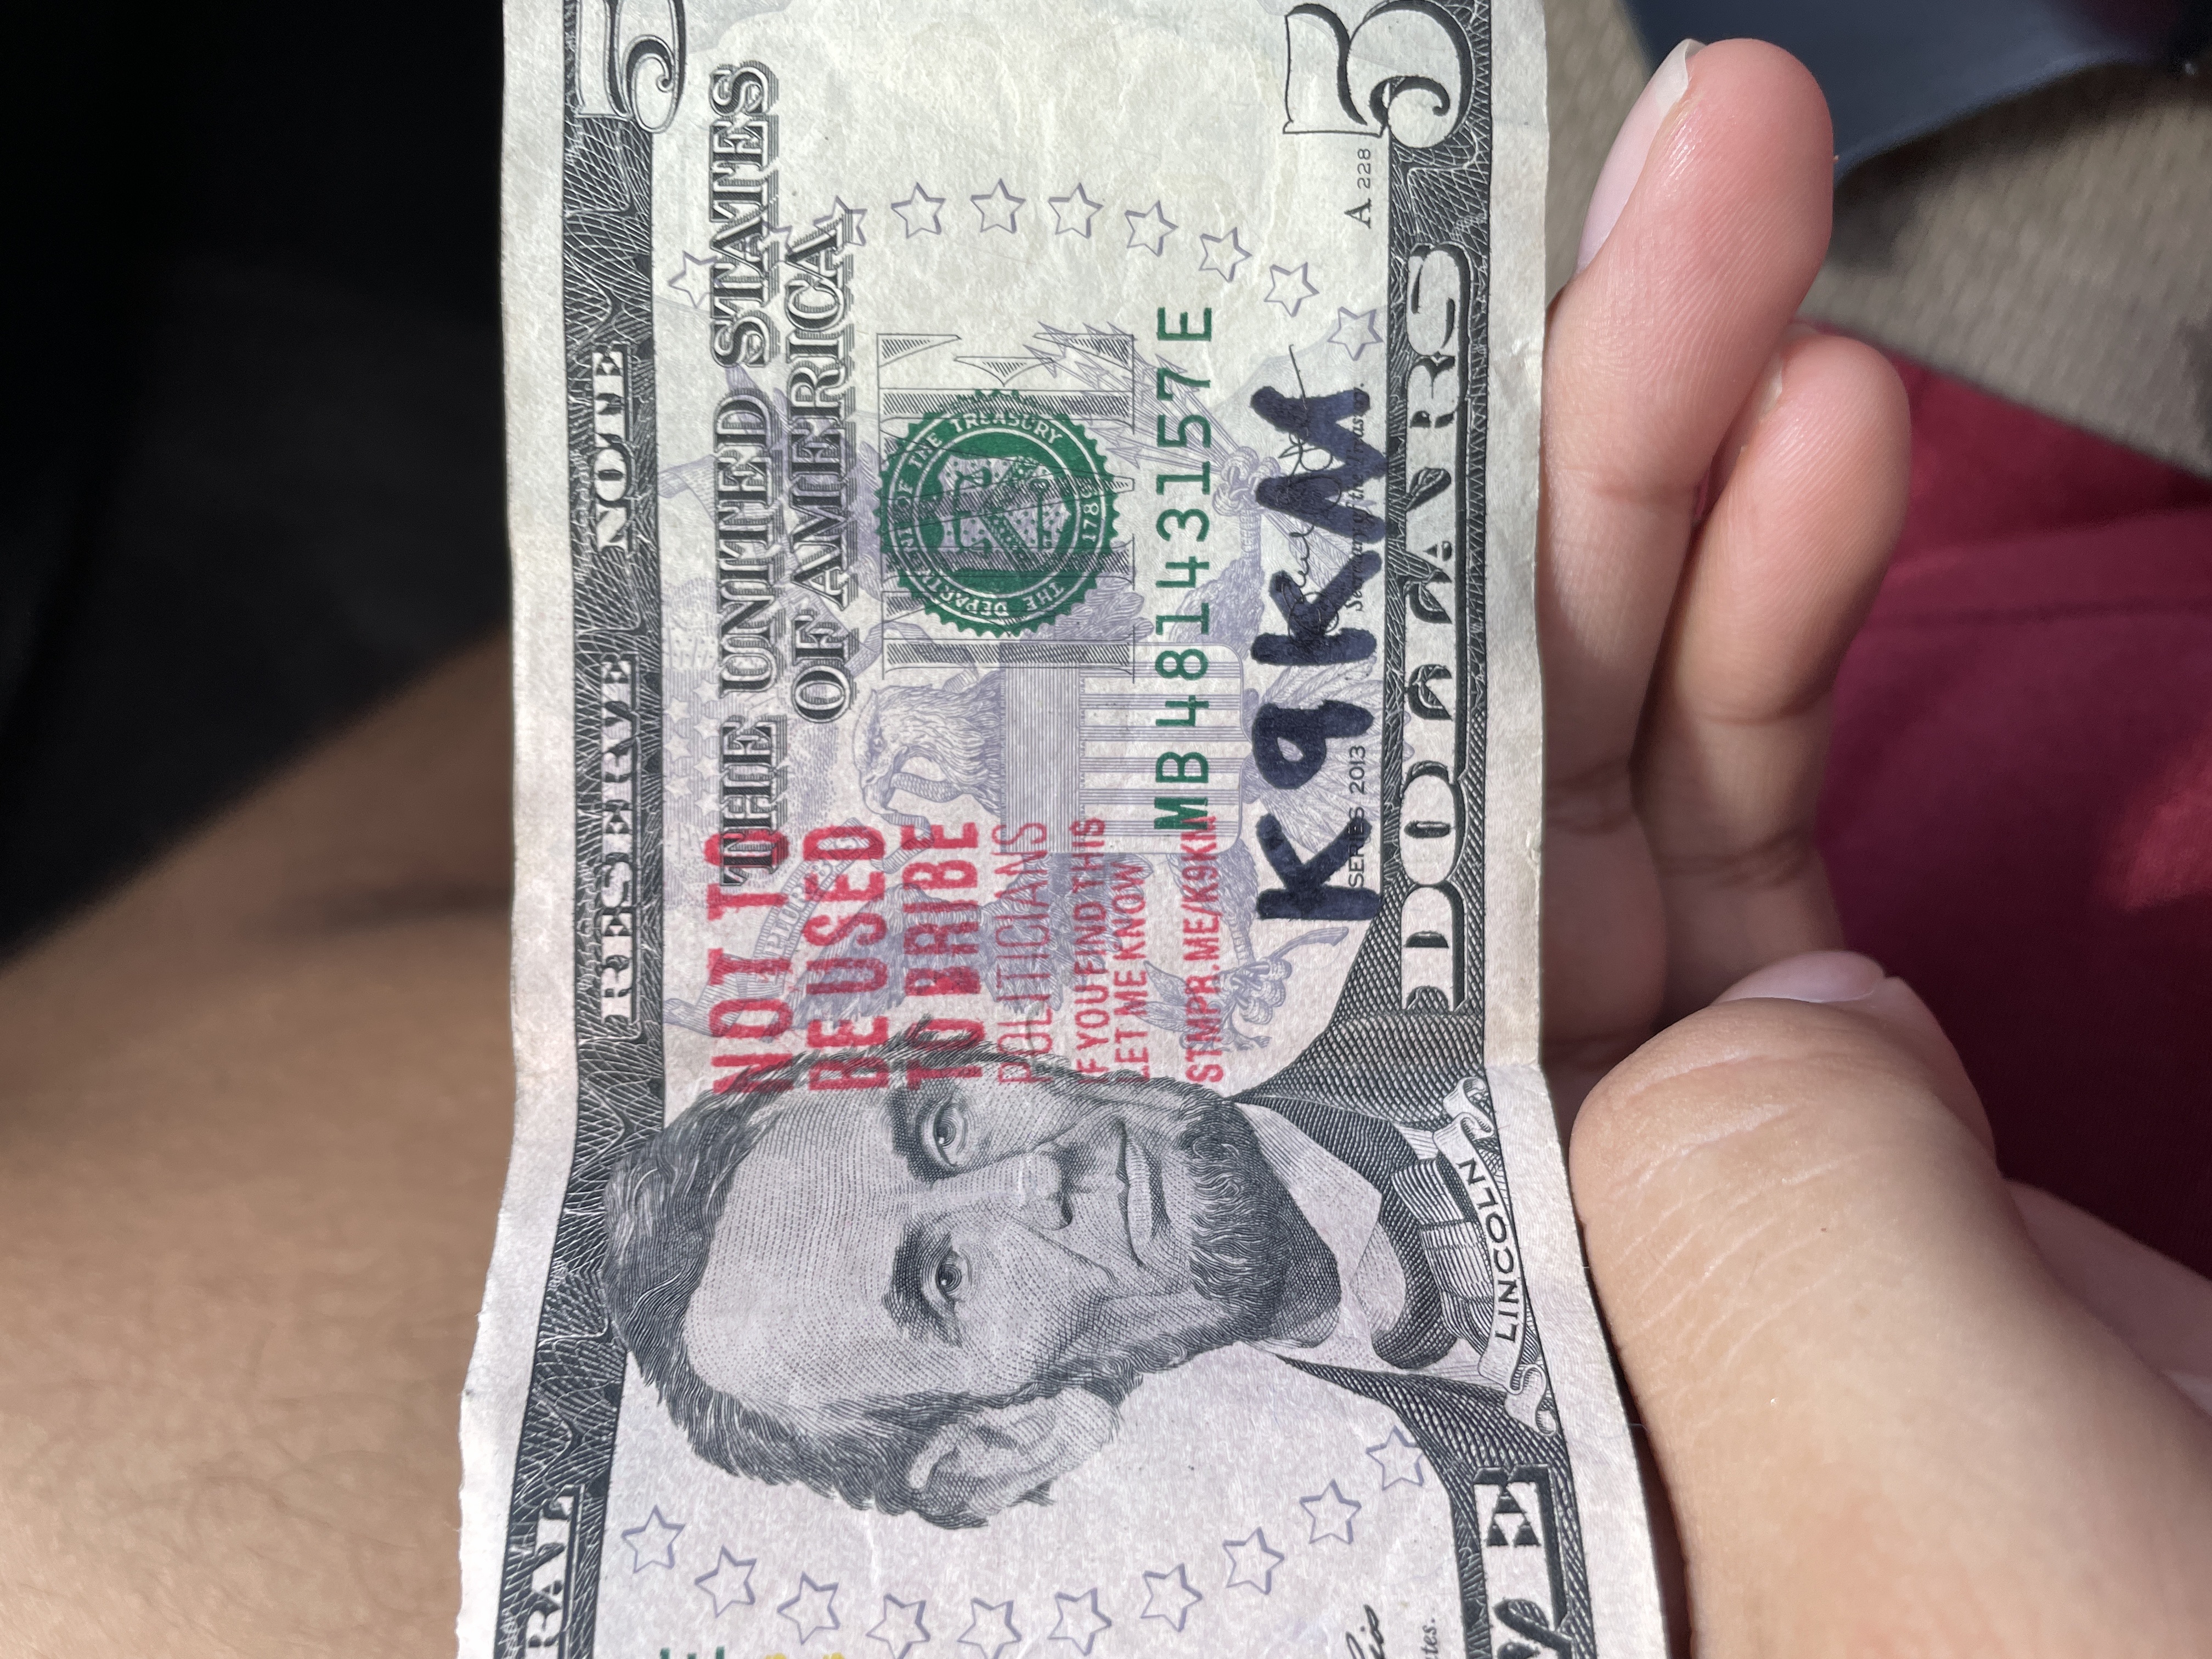 5
FEDERAL RESERVE NOTE
THE UNITED STATES
OF AMERICA
NOT TO
BE USED
TO BRIBE
POLITICIANS
IF YOU FIND THIS
LET ME KNOW
STMPR.ME/K9KM
THE DEPARTMENT OF THE TREASURY
1789
MB 48143157 E
K9KM
SERIES 2013
A 228
5
LINCOLN
DOLLARS